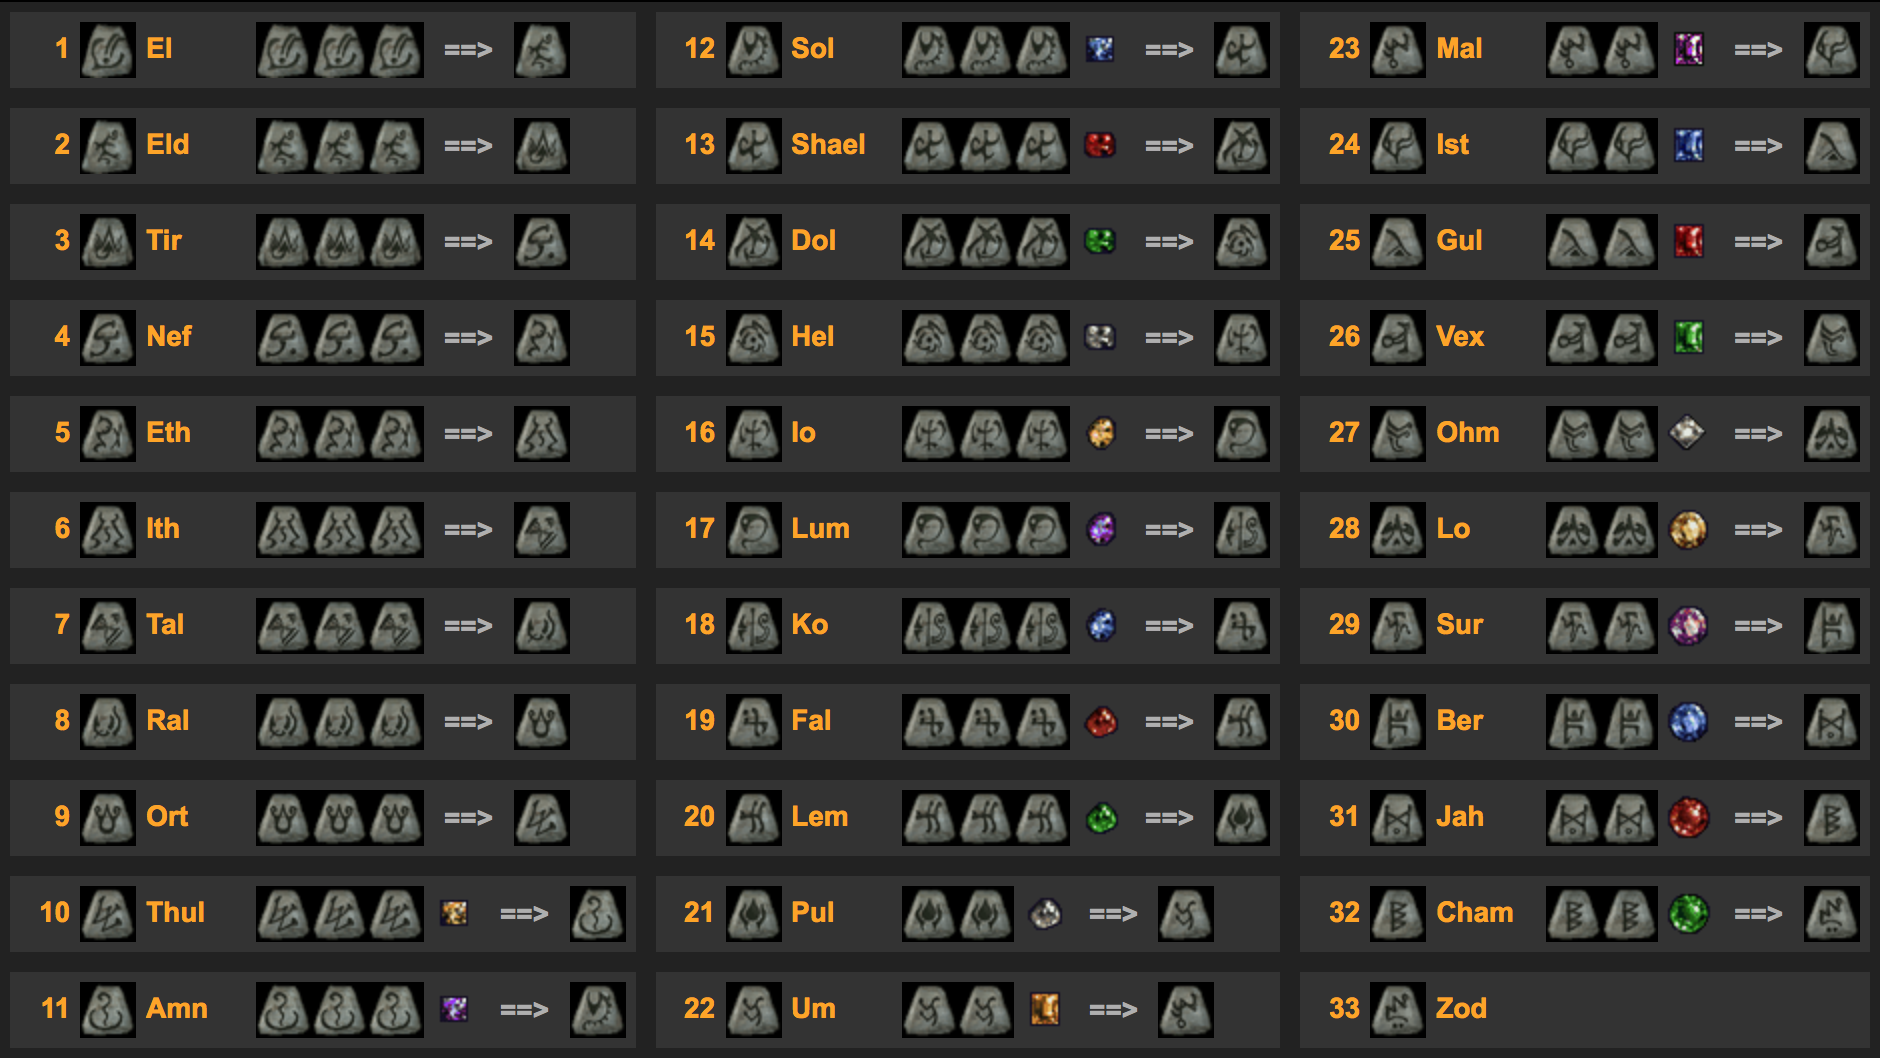 1 El ==>
2 Eld ==>
3 Tir ==>
4 Nef ==>
5 Eth ==>
6 Ith ==>
7 Tal ==>
8 Ral ==>
9 Ort ==>
10 Thul ==>
11 Amn ==>
12 Sol ==>
13 Shael ==>
14 Dol ==>
15 Hel ==>
16 Io ==>
17 Lum ==>
18 Ko ==>
19 Fal ==>
20 Lem ==>
21 Pul ==>
22 Um ==>
23 Mal ==>
24 Ist ==>
25 Gul ==>
26 Vex ==>
27 Ohm ==>
28 Lo ==>
29 Sur ==>
30 Ber ==>
31 Jah ==>
32 Cham ==>
33 Zod